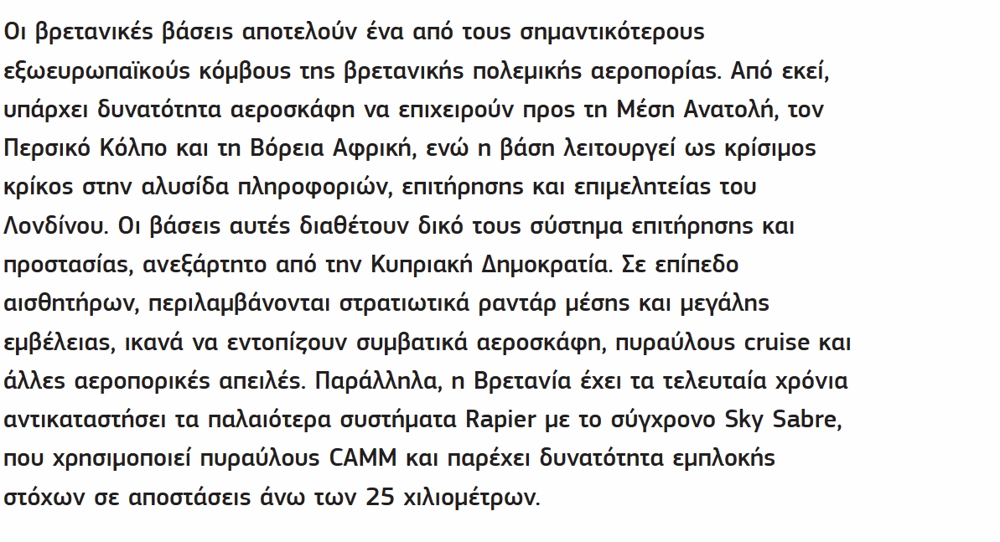 Οι βρετανικές βάσεις αποτελούν ένα από τους σημαντικότερους
εξωευρωπαϊκούς κόμβους της βρετανικής πολεμικής αεροπορίας. Από εκεί,
υπάρχει δυνατότητα αεροσκάφη να επιχειρούν προς τη Μέση Ανατολή, τον
Περσικό Κόλπο και τη Βόρεια Αφρική, ενώ η βάση λειτουργεί ως κρίσιμος
κρίκος στην αλυσίδα πληροφοριών, επιτήρησης και επιμελητείας του
Λονδίνου. Οι βάσεις αυτές διαθέτουν δικό τους σύστημα επιτήρησης και
προστασίας, ανεξάρτητο από την Κυπριακή Δημοκρατία. Σε επίπεδο
αισθητήρων, περιλαμβάνονται στρατιωτικά ραντάρ μέσης και μεγάλης
εμβέλειας, ικανά να εντοπίζουν συμβατικά αεροσκάφη, πυραύλους cruise και
άλλες αεροπορικές απειλές. Παράλληλα, η Βρετανία έχει τα τελευταία χρόνια
αντικαταστήσει τα παλαιότερα συστήματα Rapier με το σύγχρονο Sky Sabre,
που χρησιμοποιεί πυραύλους CAMM και παρέχει δυνατότητα εμπλοκής
στόχων σε αποστάσεις άνω των 25 χιλιομέτρων.